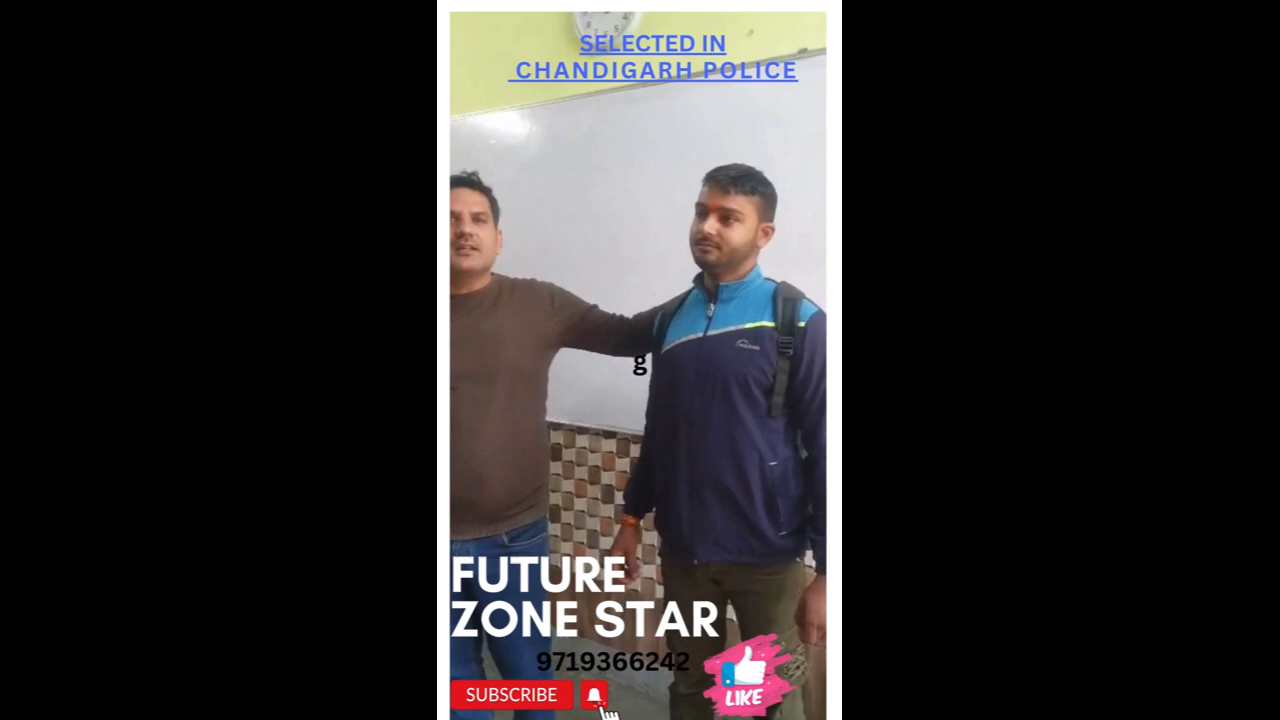 SELECTED IN
CHANDIGARH POLICE
g
FUTURE
ZONE STAR
9719366242
SUBSCRIBE
LIKE